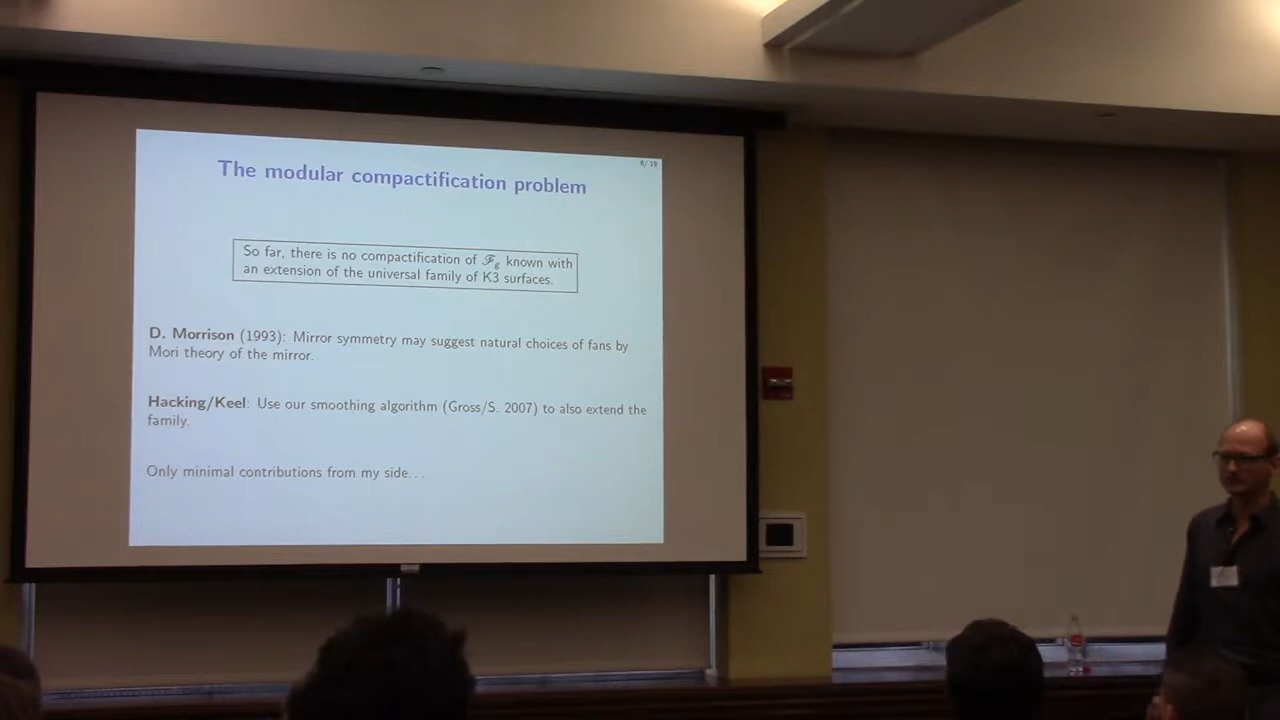 8/ 19
The modular compactification problem
So far, there is no compactification of ℱg known with
an extension of the universal family of K3 surfaces.
D. Morrison (1993): Mirror symmetry may suggest natural choices of fans by
Mori theory of the mirror.
Hacking/Keel: Use our smoothing algorithm (Gross/S. 2007) to also extend the
family.
Only minimal contributions from my side...